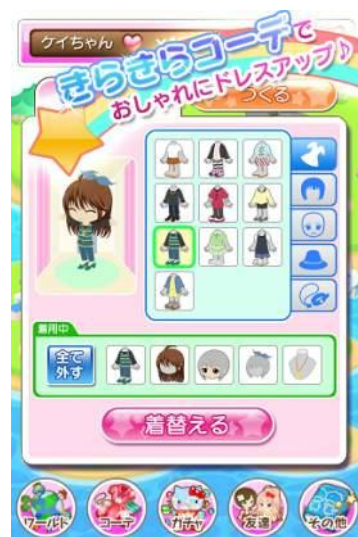 ケイちゃん
きらきらコーデで
おしゃれにドレスアップ♪
つくる
着用中
全て
外す
着替える
ワールド
コーデ
ガチャ
友達
その他